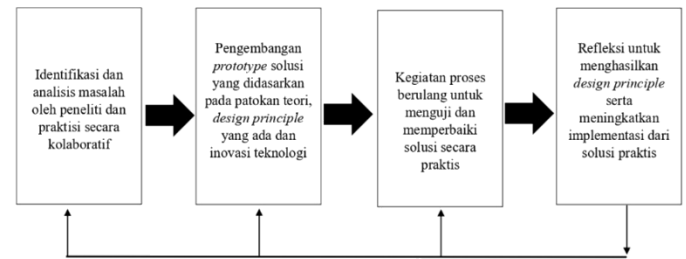 Identifikasi dan
analisis masalah
oleh peneliti dan
praktisi secara
kolaboratif
Pengembangan
prototype solusi
yang didasarkan
pada patokan teori,
design principle
yang ada dan
inovasi teknologi
Kegiatan proses
berulang untuk
menguji dan
memperbaiki
solusi secara
praktis
Refleksi untuk
menghasilkan
design principle
serta
meningkatkan
implementasi dari
solusi praktis